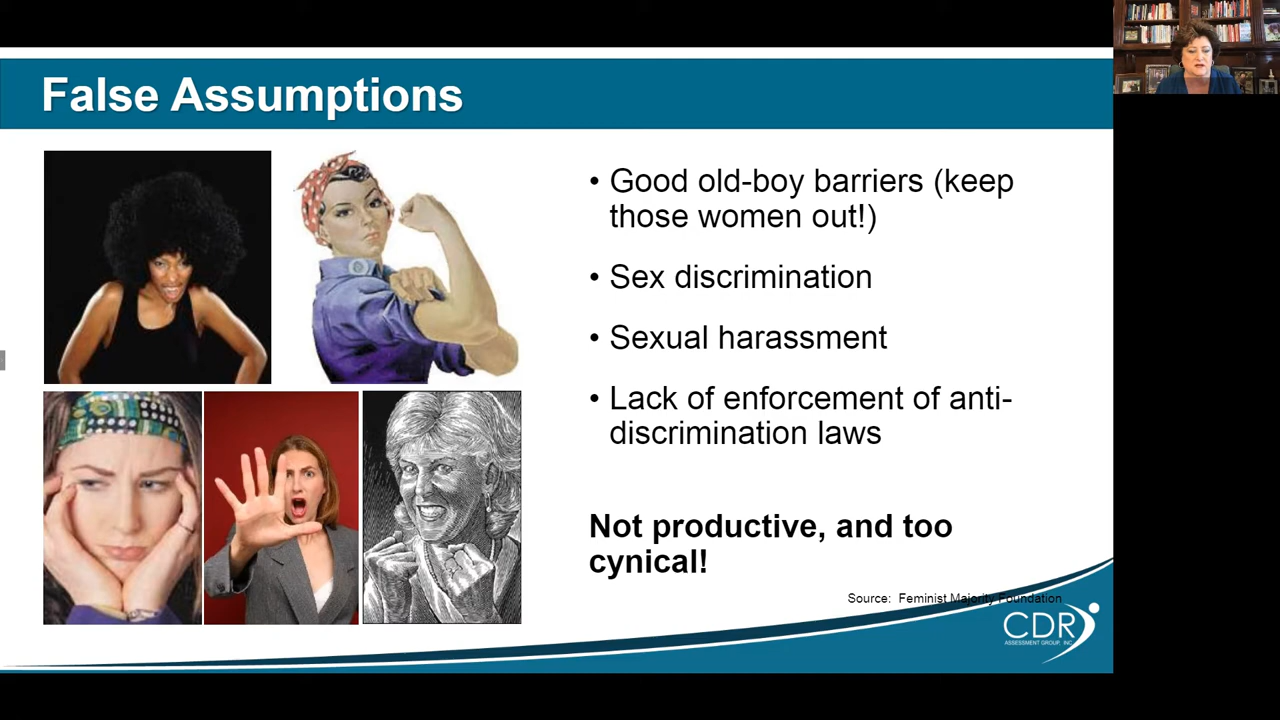 False Assumptions
• Good old-boy barriers (keep
those women out!)
• Sex discrimination
• Sexual harassment
• Lack of enforcement of anti-
discrimination laws
Not productive, and too
cynical!
Source: Feminist Majority Foundation
CDR
ASSESSMENT GROUP, INC.